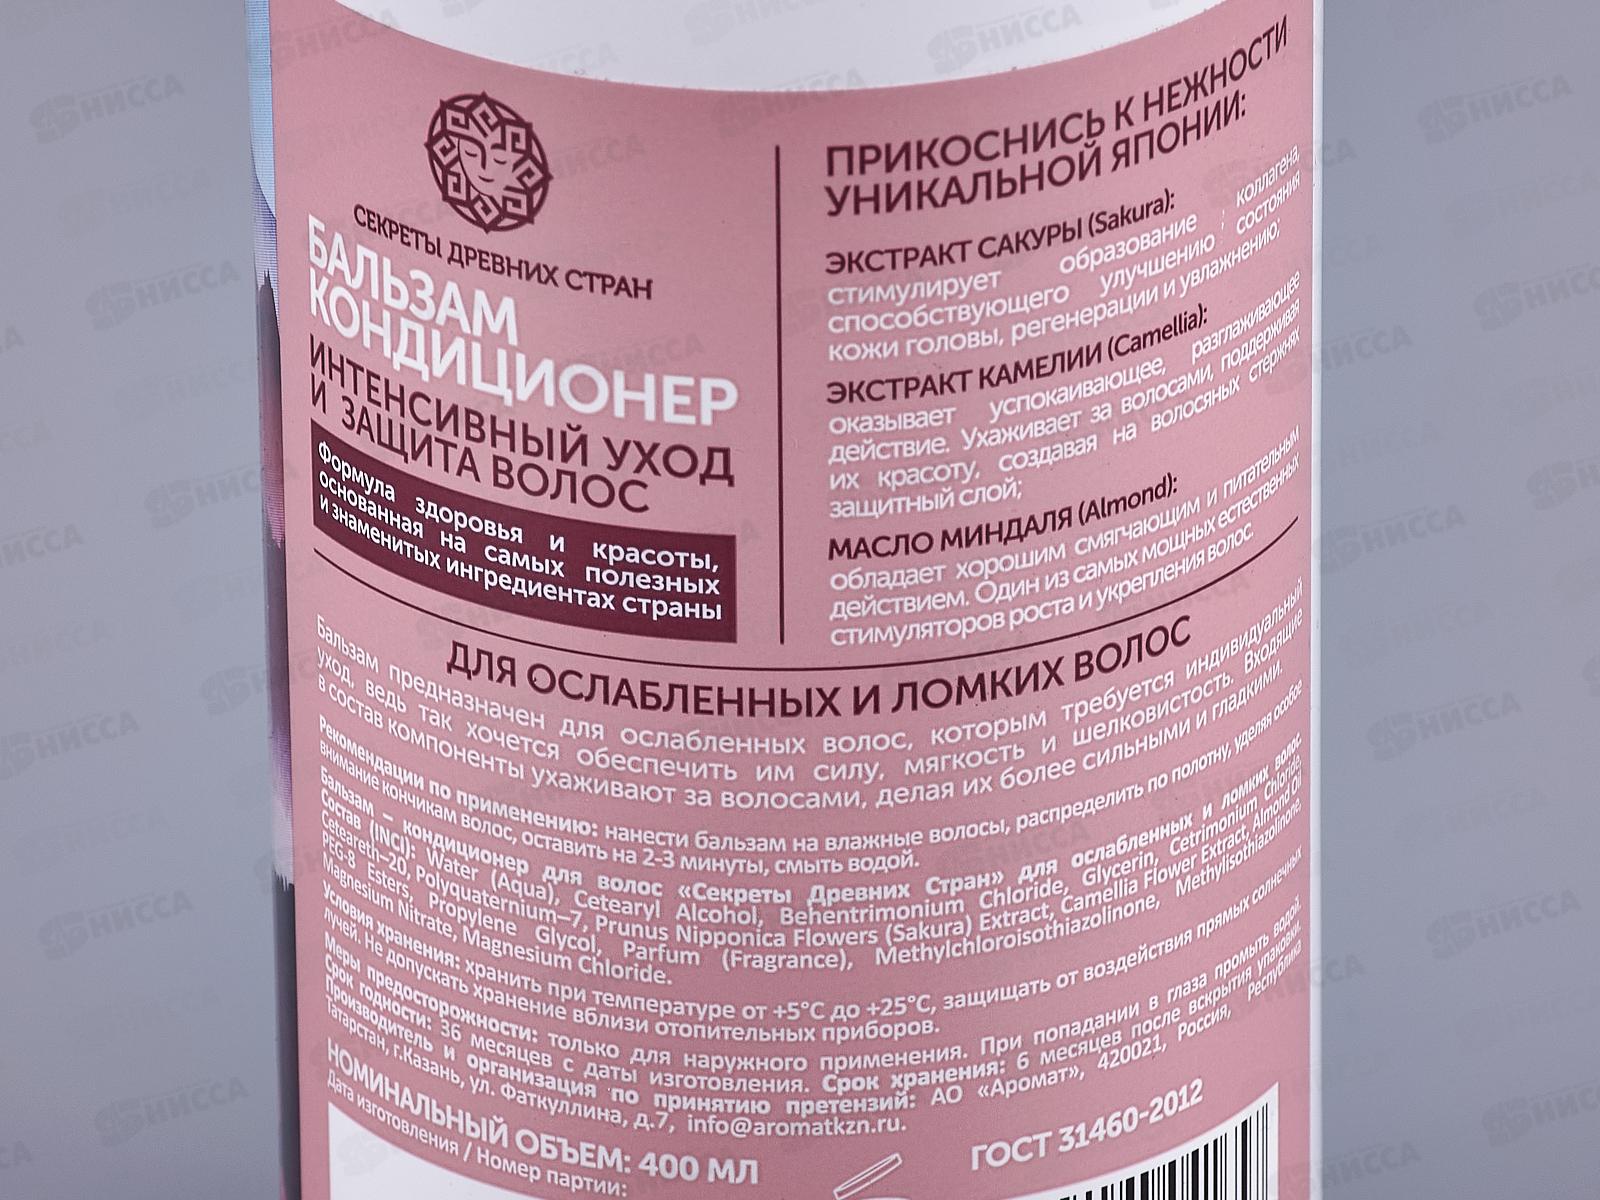 СЕКРЕТЫ ДРЕВНИХ СТРАН
БАЛЬЗАМ
КОНДИЦИОНЕР
ИНТЕНСИВНЫЙ УХОД
И ЗАЩИТА ВОЛОС
Формула здоровья и красоты,
основанная на самых полезных
и знаменитых ингредиентах страны
ПРИКОСНИСЬ К НЕЖНОСТИ
УНИКАЛЬНОЙ ЯПОНИИ:
ЭКСТРАКТ САКУРЫ (Sakura):
стимулирует образование коллагена,
способствующего улучшению состояния
кожи головы, регенерации и увлажнению;
ЭКСТРАКТ КАМЕЛИИ (Camellia):
оказывает успокаивающее, разглаживающее
действие. Ухаживает за волосами, поддерживая
их красоту, создавая на волосяных стержнях
защитный слой;
МАСЛО МИНДАЛЯ (Almond):
обладает хорошим смягчающим и питательным
действием. Один из самых мощных естественных
стимуляторов роста и укрепления волос.
ДЛЯ ОСЛАБЛЕННЫХ И ЛОМКИХ ВОЛОС
Бальзам предназначен для ослабленных волос, которым требуется индивидуальный
уход, ведь так хочется обеспечить им силу, мягкость и шелковистость. Входящие
в состав компоненты ухаживают за волосами, делая их более сильными и гладкими.
Рекомендации по применению: нанести бальзам на влажные волосы, распределить по полотну, уделяя особое
внимание кончикам волос, оставить на 2-3 минуты, смыть водой.
Бальзам – кондиционер для волос «Секреты Древних Стран» для ослабленных и ломких волос
Состав (INCI): Water (Aqua), Cetearyl Alcohol, Behentrimonium Chloride, Glycerin, Cetrimonium Chloride,
Ceteareth–20, Polyquaternium–7, Prunus Nipponica Flowers (Sakura) Extract, Camellia Flower Extract, Almond Oil
PEG-8 Esters, Propylene Glycol, Parfum (Fragrance), Methylchloroisothiazolinone, Methylisothiazolinone,
Magnesium Nitrate, Magnesium Chloride.
Условия хранения: хранить при температуре от +5°С до +25°С, защищать от воздействия прямых солнечных
лучей. Не допускать хранение вблизи отопительных приборов.
Меры предосторожности: только для наружного применения. При попадании в глаза промыть водой.
Срок годности: 36 месяцев с даты изготовления. Срок хранения: 6 месяцев после вскрытия упаковки.
Производитель и организация по принятию претензий: АО «Аромат», 420021, Россия, Республика
Татарстан, г.Казань, ул. Фаткуллина, д.7, info@aromatkzn.ru.
НОМИНАЛЬНЫЙ ОБЪЕМ: 400 МЛ
ГОСТ 31460-2012
Дата изготовления / Номер партии:
НИССА